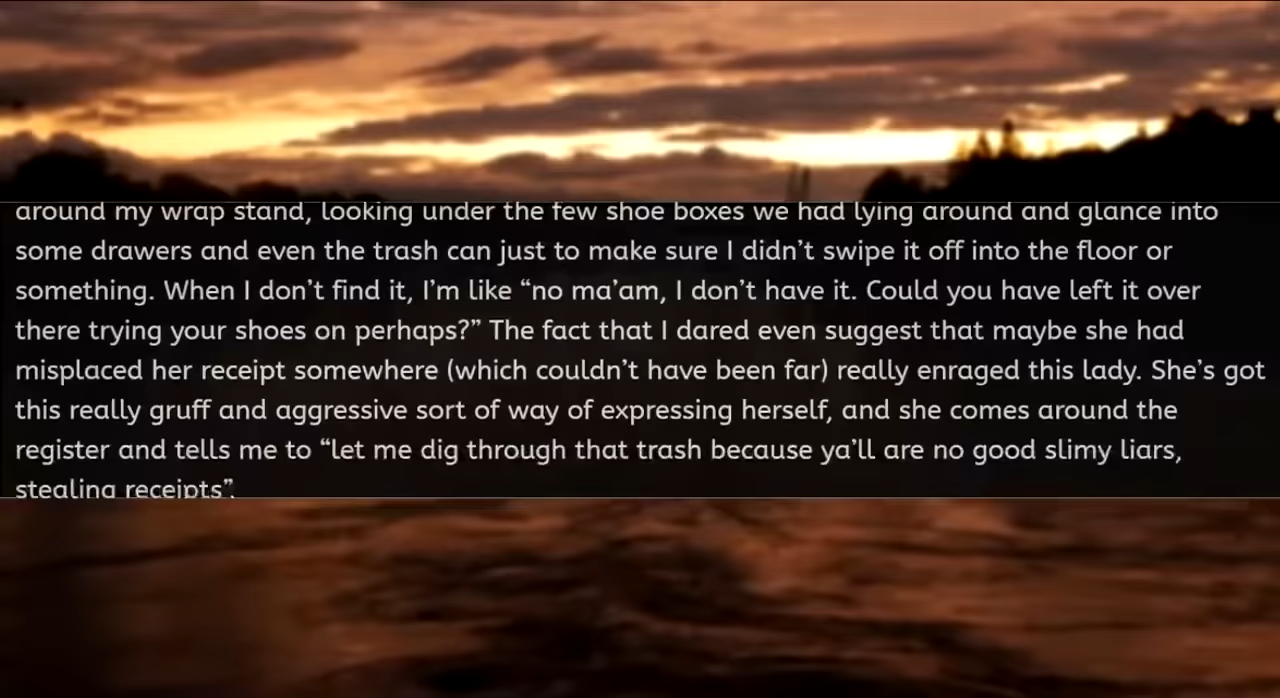 around my wrap stand, looking under the few shoe boxes we had lying around and glance into
some drawers and even the trash can just to make sure I didn’t swipe it off into the floor or
something. When I don’t find it, I’m like “no ma’am, I don’t have it. Could you have left it over
there trying your shoes on perhaps?” The fact that I dared even suggest that maybe she had
misplaced her receipt somewhere (which couldn’t have been far) really enraged this lady. She’s got
this really gruff and aggressive sort of way of expressing herself, and she comes around the
register and tells me to “let me dig through that trash because ya’ll are no good slimy liars,
stealing receipts”.